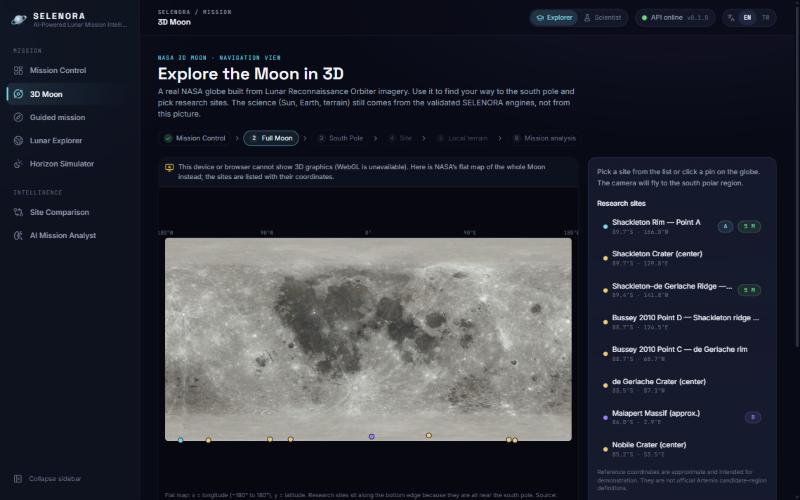 SELENORA
AI-Powered Lunar Mission Intelli...
SELENORA / MISSION
3D Moon
Explorer
Scientist
API online v0.1.0
EN
TR
MISSION
Mission Control
3D Moon
Guided mission
Lunar Explorer
Horizon Simulator
INTELLIGENCE
Site Comparison
AI Mission Analyst
Collapse sidebar
NASA 3D MOON · NAVIGATION VIEW
Explore the Moon in 3D
A real NASA globe built from Lunar Reconnaissance Orbiter imagery. Use it to find your way to the south pole and
pick research sites. The science (Sun, Earth, terrain) still comes from the validated SELENORA engines, not from
this picture.
Mission Control
2 Full Moon
3 South Pole
4 Site
5 Local terrain
6 Mission analysis
This device or browser cannot show 3D graphics (WebGL is unavailable). Here is NASA's flat map of the whole Moon
instead; the sites are listed with their coordinates.
90°W
0°
90°E
Flat map: x = longitude (−180° to 180°), y = latitude. Research sites sit along the bottom edge because they are all near the south pole. Source:
Pick a site from the list or click a pin on the globe.
The camera will fly to the south polar region.
Research sites
Shackleton Rim — Point A
A
5 M
Shackleton Crater (center)
Shackleton–de Gerlache Ridge —...
5 M
Bussey 2010 Point D — Shackleton ridge ...
Bussey 2010 Point C — de Gerlache rim
de Gerlache Crater (center)
Malapert Massif (approx.)
86.0°S · 2.9°E
Nobile Crater (center)
85.2°S · 53.5°E
Reference coordinates are approximate and intended for
demonstration. They are not official Artemis candidate-region
definitions.